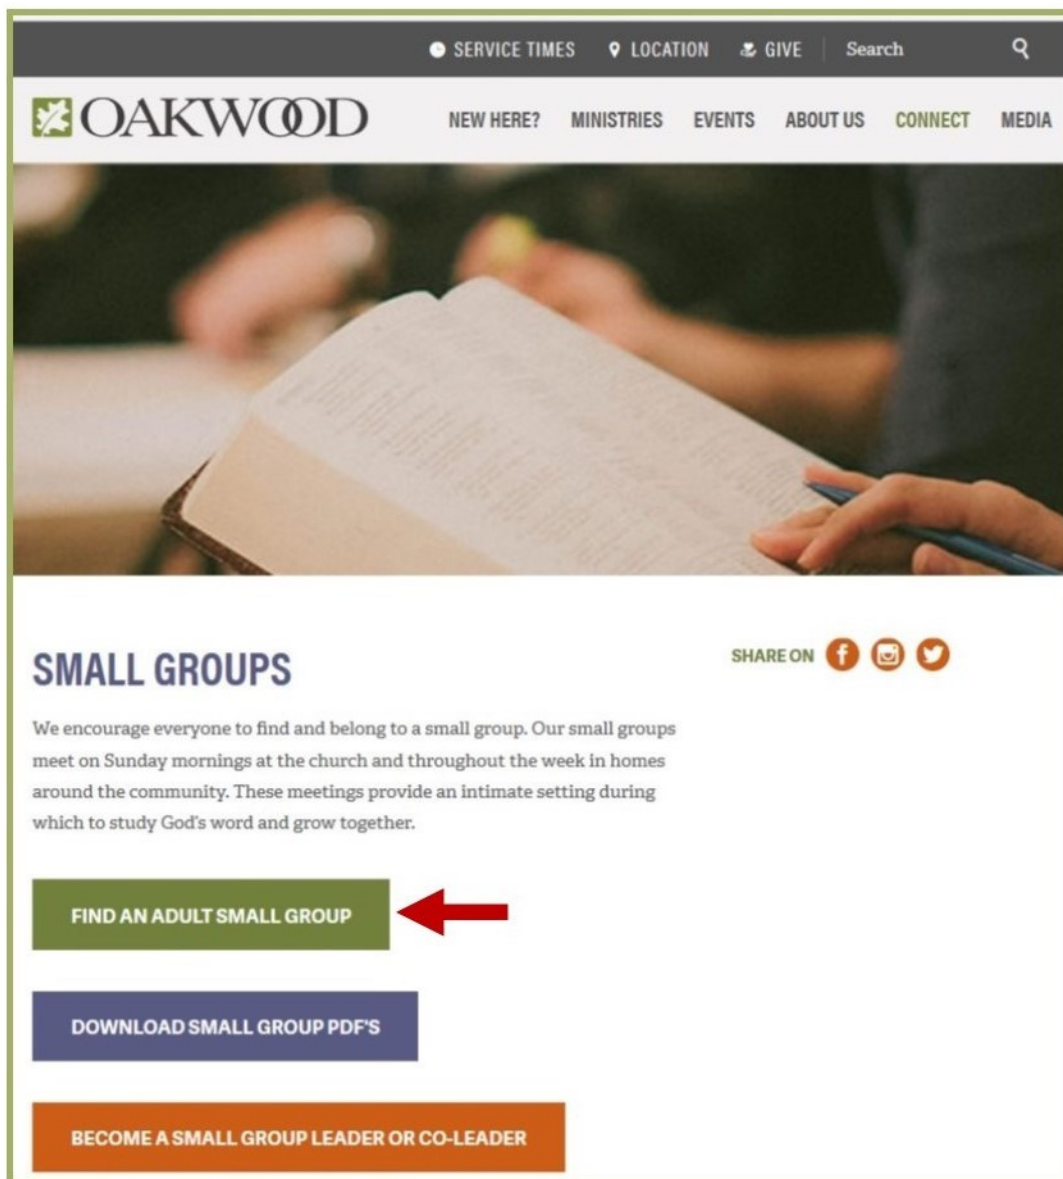 SERVICE TIMES LOCATION GIVE Search
OAKWOOD NEW HERE? MINISTRIES EVENTS ABOUT US CONNECT MEDIA
SMALL GROUPS
SHARE ON
We encourage everyone to find and belong to a small group. Our small groups
meet on Sunday mornings at the church and throughout the week in homes
around the community. These meetings provide an intimate setting during
which to study God's word and grow together.
FIND AN ADULT SMALL GROUP
DOWNLOAD SMALL GROUP PDF'S
BECOME A SMALL GROUP LEADER OR CO-LEADER